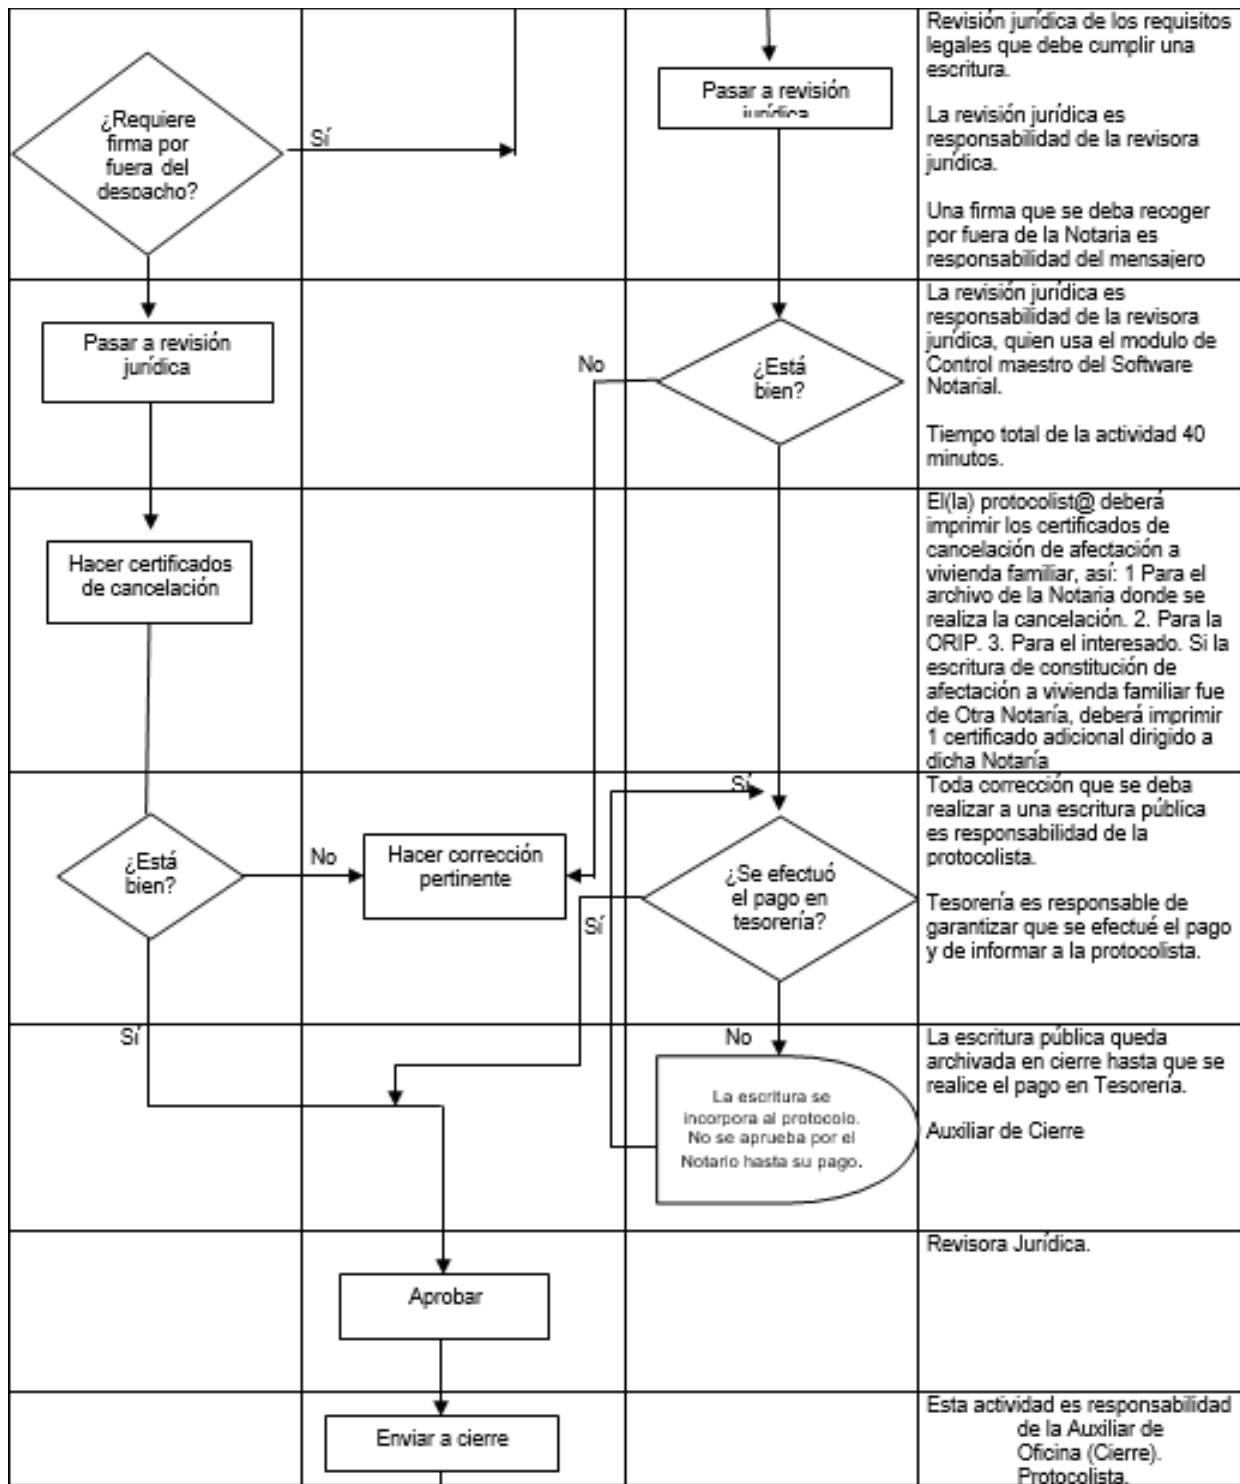 Revisión jurídica de los requisitos
legales que debe cumplir una
escritura.
La revisión jurídica es
responsabilidad de la revisora
jurídica.
Una firma que se deba recoger
por fuera de la Notaria es
responsabilidad del mensajero
¿Requiere
firma por
fuera del
despacho?
Sí
Pasar a revisión
jurídica
Pasar a revisión
jurídica
No
¿Está
bien?
La revisión jurídica es
responsabilidad de la revisora
jurídica, quien usa el modulo de
Control maestro del Software
Notarial.
Tiempo total de la actividad 40
minutos.
Hacer certificados
de cancelación
El(la) protocolist@ deberá
imprimir los certificados de
cancelación de afectación a
vivienda familiar, así: 1 Para el
archivo de la Notaria donde se
realiza la cancelación. 2. Para la
ORIP. 3. Para el interesado. Si la
escritura de constitución de
afectación a vivienda familiar fue
de Otra Notaría, deberá imprimir
1 certificado adicional dirigido a
dicha Notaría
¿Está
bien?
No
Hacer corrección
pertinente
Sí
¿Se efectuó
el pago en
tesorería?
Sí
Toda corrección que se deba
realizar a una escritura pública
es responsabilidad de la
protocolista.
Tesorería es responsable de
garantizar que se efectué el pago
y de informar a la protocolista.
Sí
No
La escritura se
incorpora al protocolo.
No se aprueba por el
Notario hasta su pago.
La escritura pública queda
archivada en cierre hasta que se
realice el pago en Tesorería.
Auxiliar de Cierre
Aprobar
Revisora Jurídica.
Enviar a cierre
Esta actividad es responsabilidad
de la Auxiliar de
Oficina (Cierre).
Protocolista.